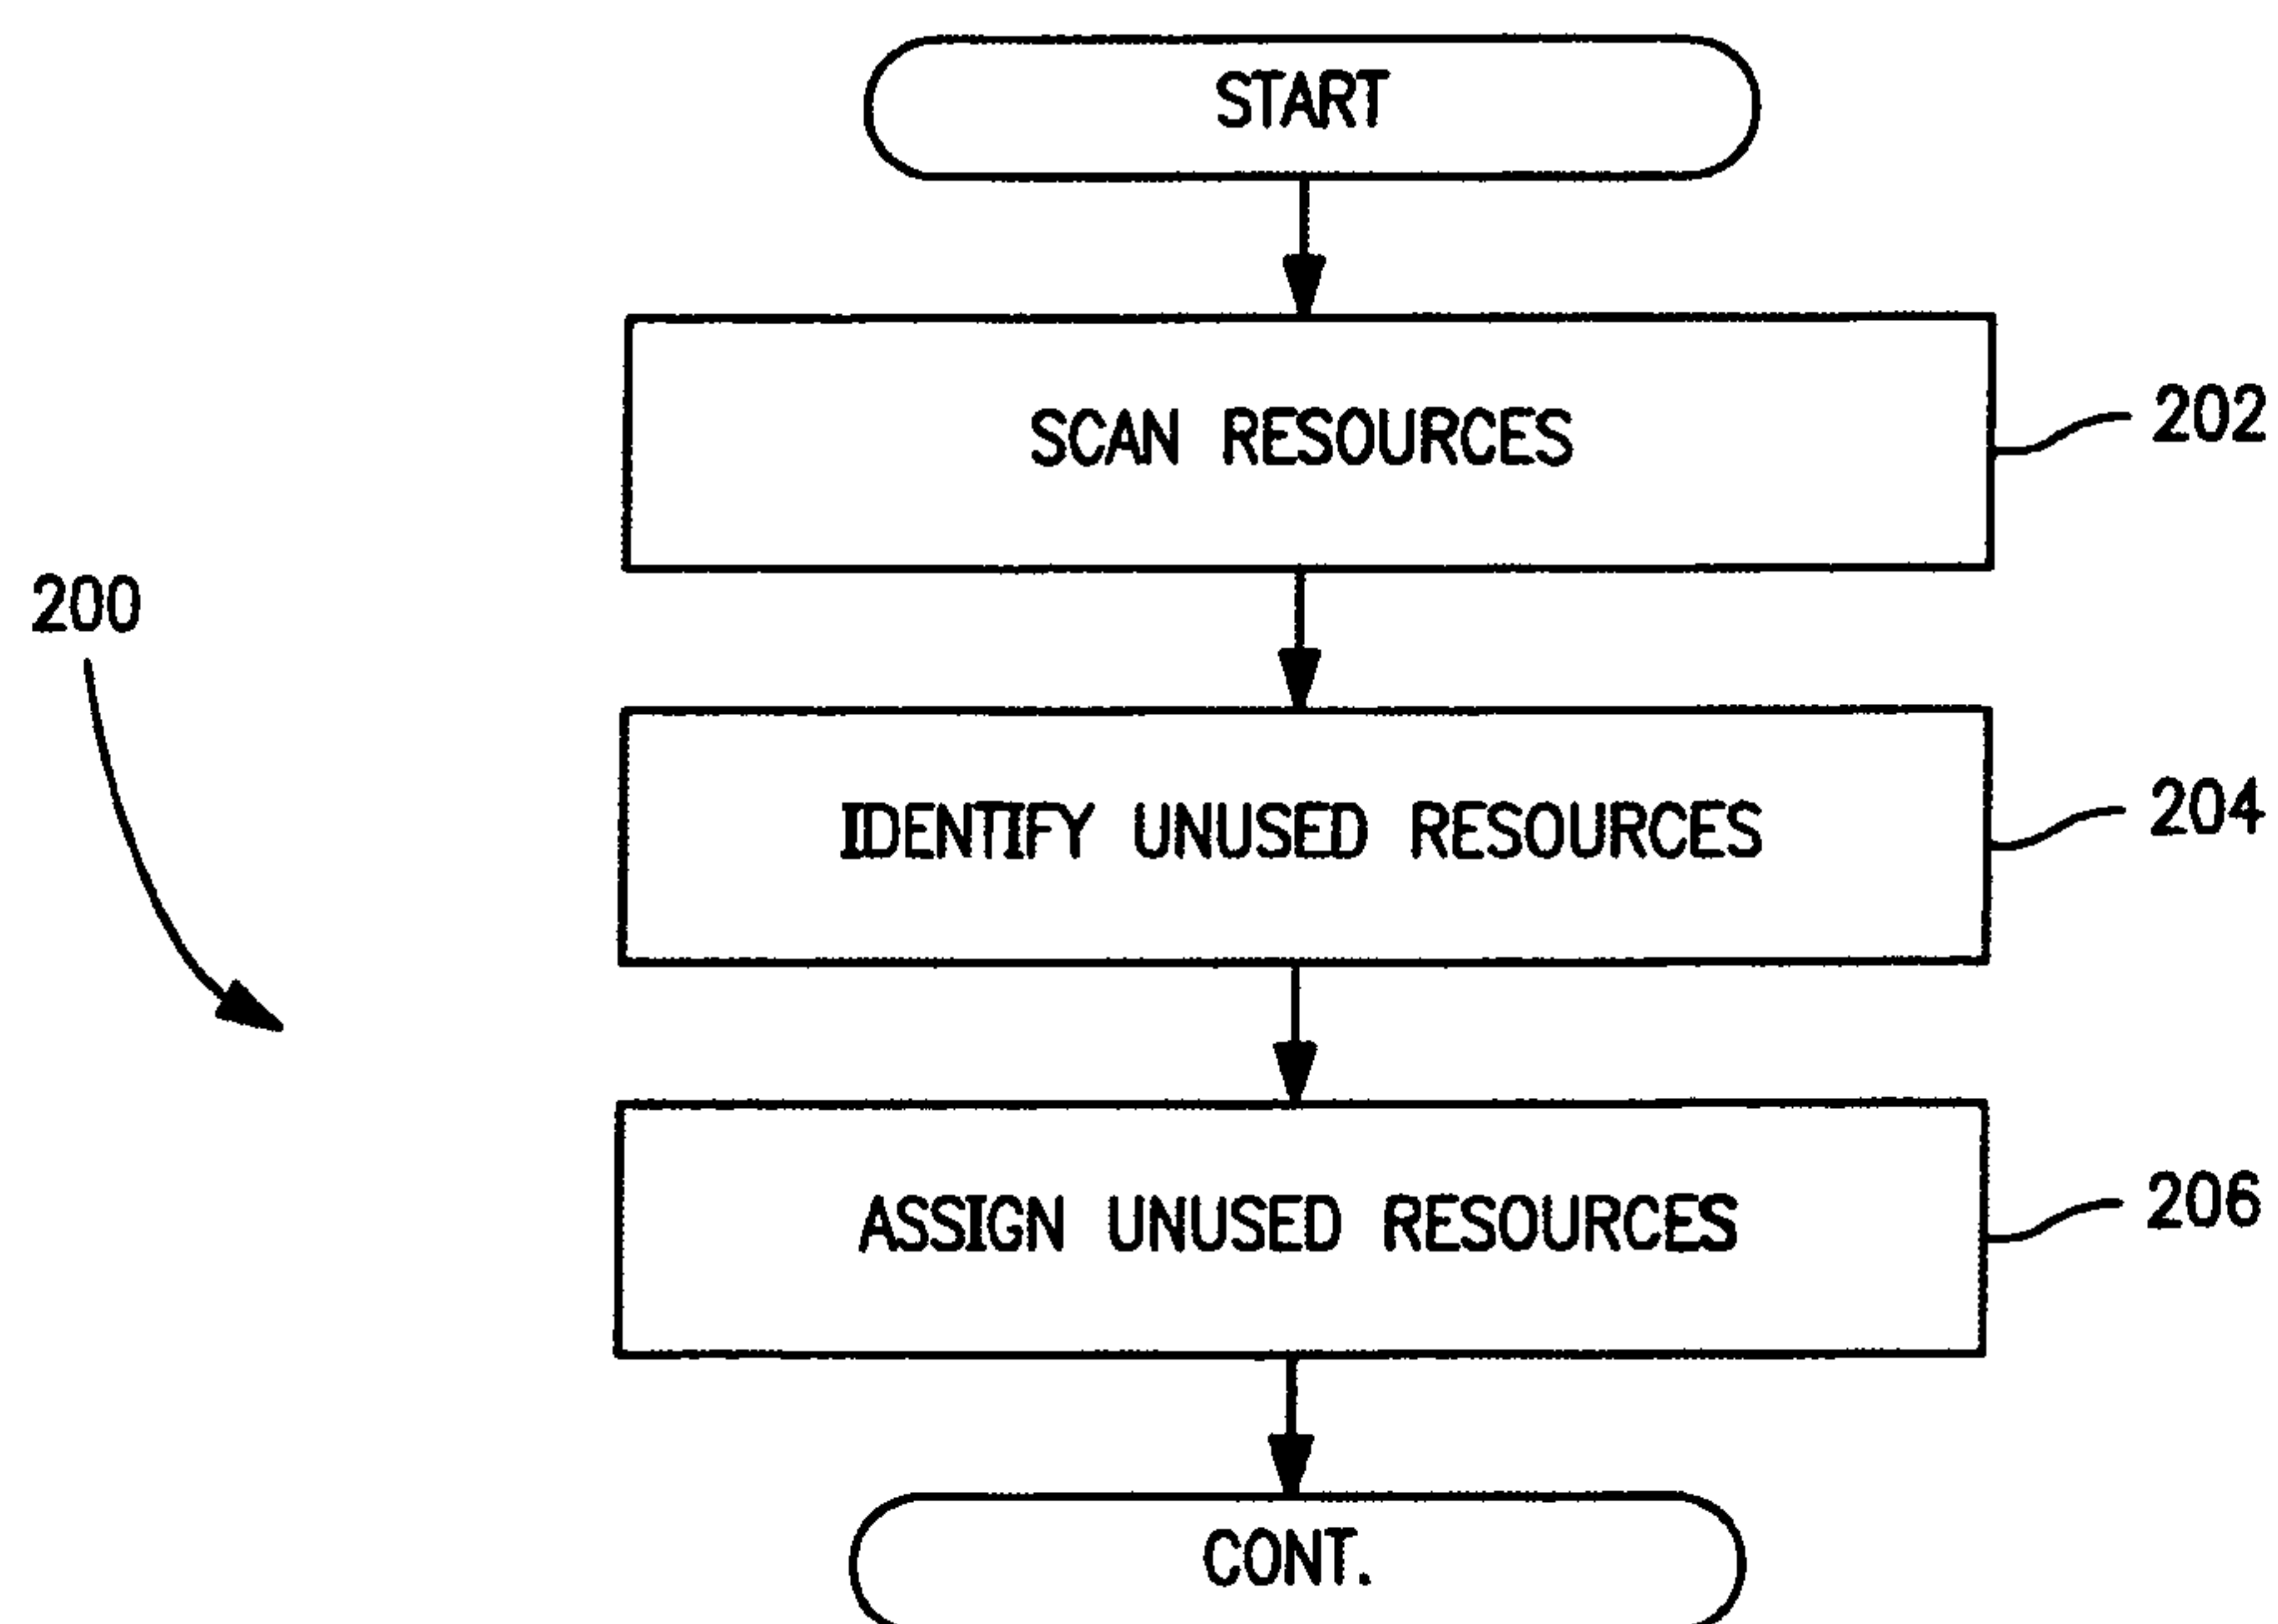 START
SCAN RESOURCES
202
200
IDENTIFY UNUSED RESOURCES
204
ASSIGN UNUSED RESOURCES
206
CONT.